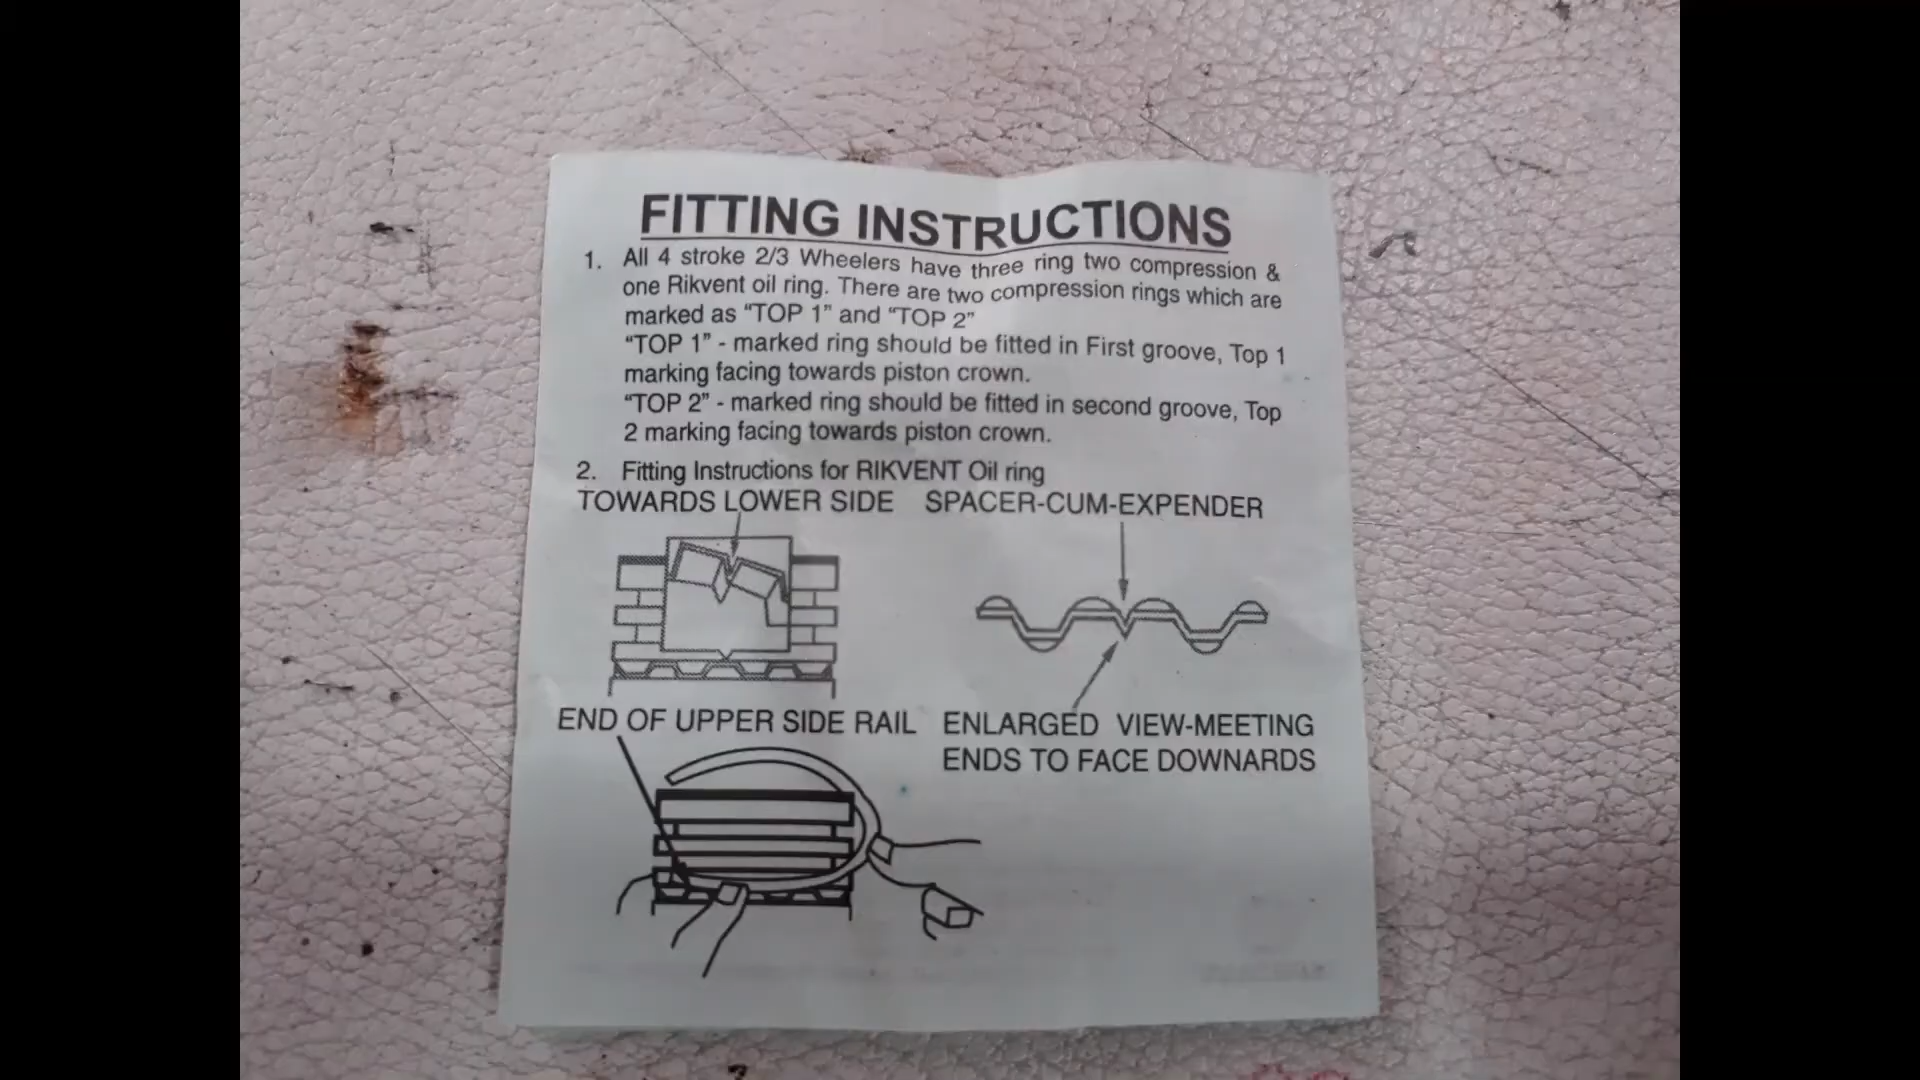 FITTING INSTRUCTIONS
1. All 4 stroke 2/3 Wheelers have three ring two compression &
one Rikvent oil ring. There are two compression rings which are
marked as “TOP 1” and “TOP 2”
“TOP 1” - marked ring should be fitted in First groove, Top 1
marking facing towards piston crown.
“TOP 2” - marked ring should be fitted in second groove, Top
2 marking facing towards piston crown.
2. Fitting Instructions for RIKVENT Oil ring
TOWARDS LOWER SIDE
SPACER-CUM-EXPENDER
END OF UPPER SIDE RAIL
ENLARGED VIEW-MEETING
ENDS TO FACE DOWNARDS